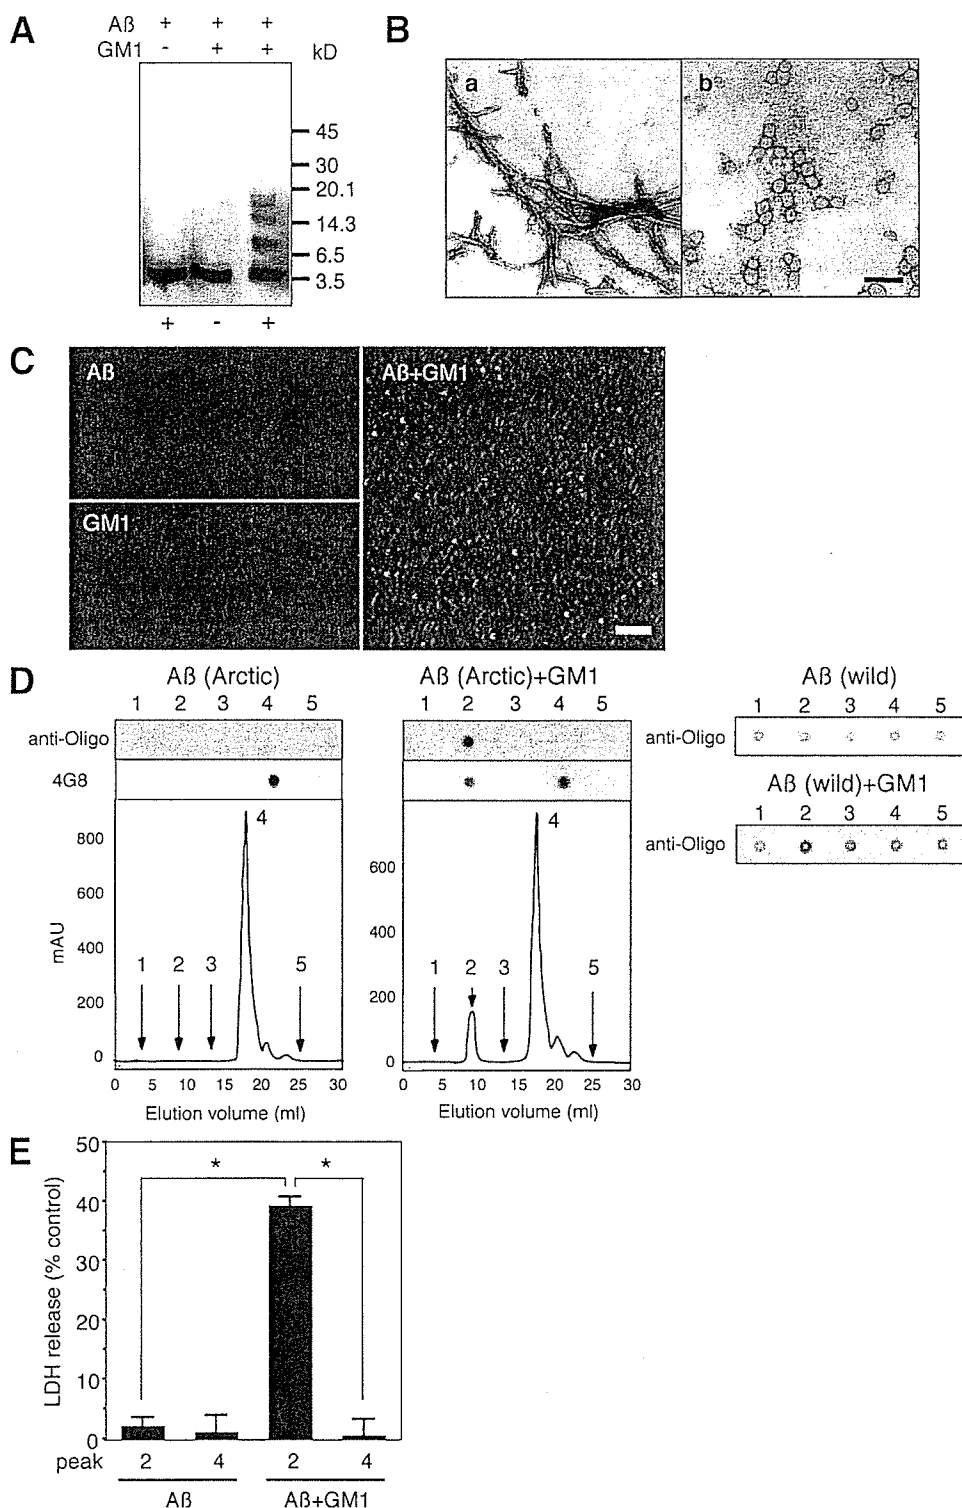 A
Aß + + +
GM1 - + + kD
45
30
20.1
14.3
6.5
3.5
+ - +
B
a b
C
Aß
Aß+GM1
GM1
D
Aß (Arctic)
1 2 3 4 5
anti-Oligo
4G8
4
800
600
400
200
0
mAU
1 2 3 5
0 5 10 15 20 25 30
Elution volume (ml)
Aß (Arctic)+GM1
1 2 3 4 5
4
600
400
200
0
1 2 3 5
0 5 10 15 20 25 30
Elution volume (ml)
Aß (wild)
1 2 3 4 5
anti-Oligo
Aß (wild)+GM1
1 2 3 4 5
anti-Oligo
E
50
40
30
20
10
0
LDH release (% control)
* *
peak 2 4 2 4
Aß Aß+GM1